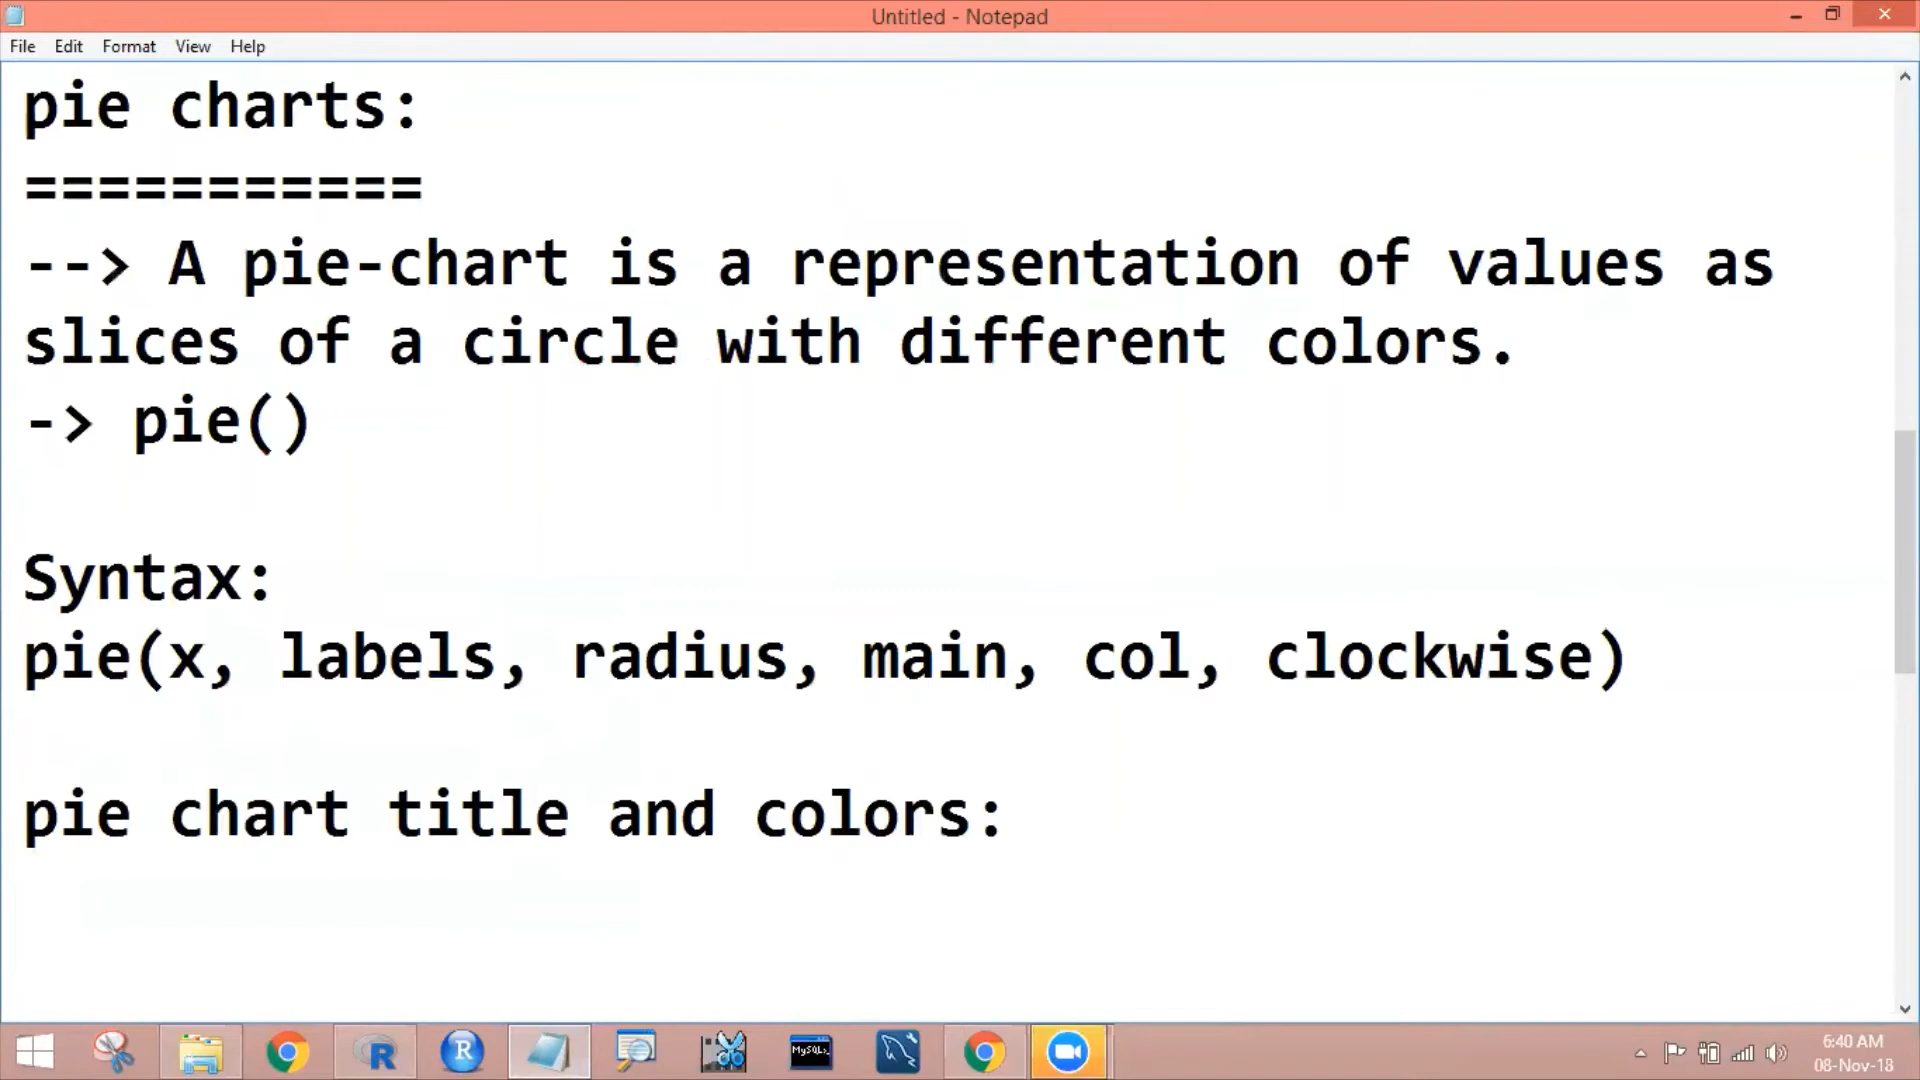 Untitled - Notepad
File Edit Format View Help
pie charts:
===========
--> A pie-chart is a representation of values as
slices of a circle with different colors.
-> pie()
Syntax:
pie(x, labels, radius, main, col, clockwise)
pie chart title and colors:
R
R
MySQL>_
6:40 AM
08-Nov-18